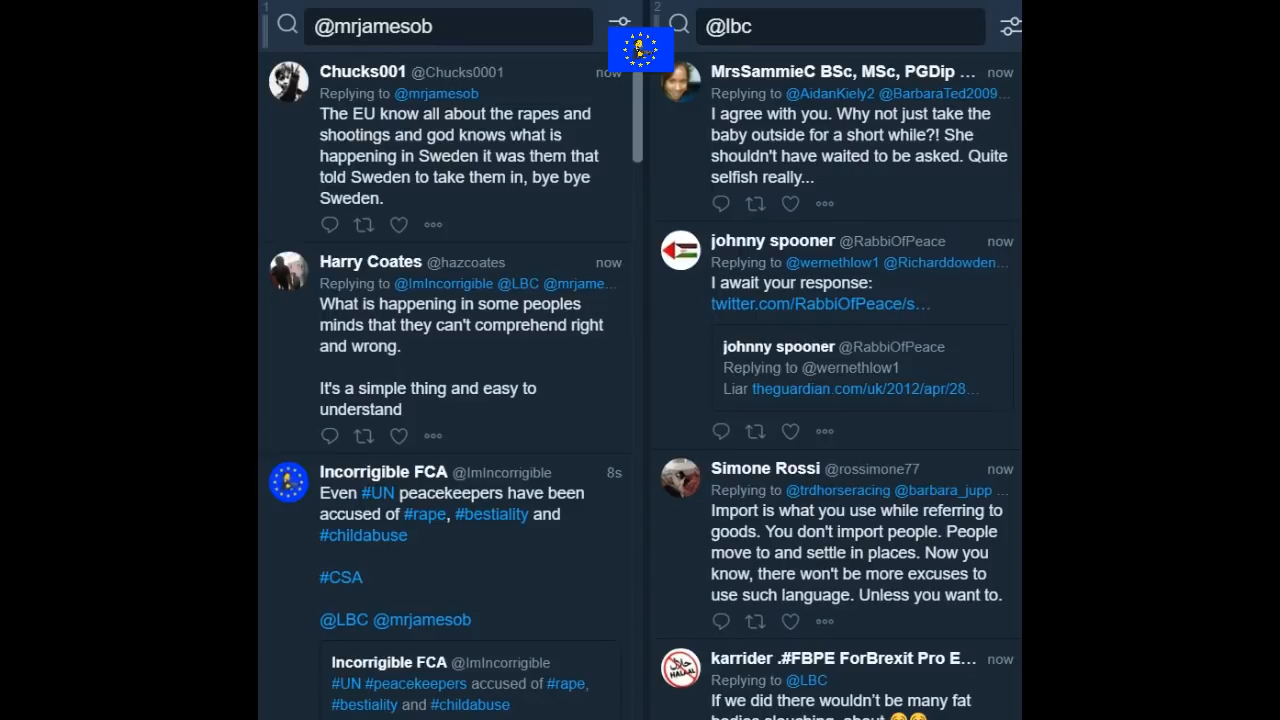 1
@mrjamesob
Chucks001 @Chucks0001 now
Replying to @mrjamesob
The EU know all about the rapes and
shootings and god knows what is
happening in Sweden it was them that
told Sweden to take them in, bye bye
Sweden.
Harry Coates @hazcoates now
Replying to @ImIncorrigible @LBC @mrjame...
What is happening in some peoples
minds that they can't comprehend right
and wrong.
It's a simple thing and easy to
understand
Incorrigible FCA @ImIncorrigible 8s
Even #UN peacekeepers have been
accused of #rape, #bestiality and
#childabuse
#CSA
@LBC @mrjamesob
Incorrigible FCA @ImIncorrigible
#UN #peacekeepers accused of #rape,
#bestiality and #childabuse
2
@lbc
MrsSammieC BSc, MSc, PGDip ... now
Replying to @AidanKiely2 @BarbaraTed2009...
I agree with you. Why not just take the
baby outside for a short while?! She
shouldn't have waited to be asked. Quite
selfish really...
johnny spooner @RabbiOfPeace now
Replying to @wernethlow1 @Richarddowden...
I await your response:
twitter.com/RabbiOfPeace/s...
johnny spooner @RabbiOfPeace
Replying to @wernethlow1
Liar theguardian.com/uk/2012/apr/28...
Simone Rossi @rossimone77 now
Replying to @trdhorseracing @barbara_jupp ...
Import is what you use while referring to
goods. You don't import people. People
move to and settle in places. Now you
know, there won't be more excuses to
use such language. Unless you want to.
karrider .#FBPE ForBrexit Pro E... now
Replying to @LBC
If we did there wouldn't be many fat
bodies slouching about